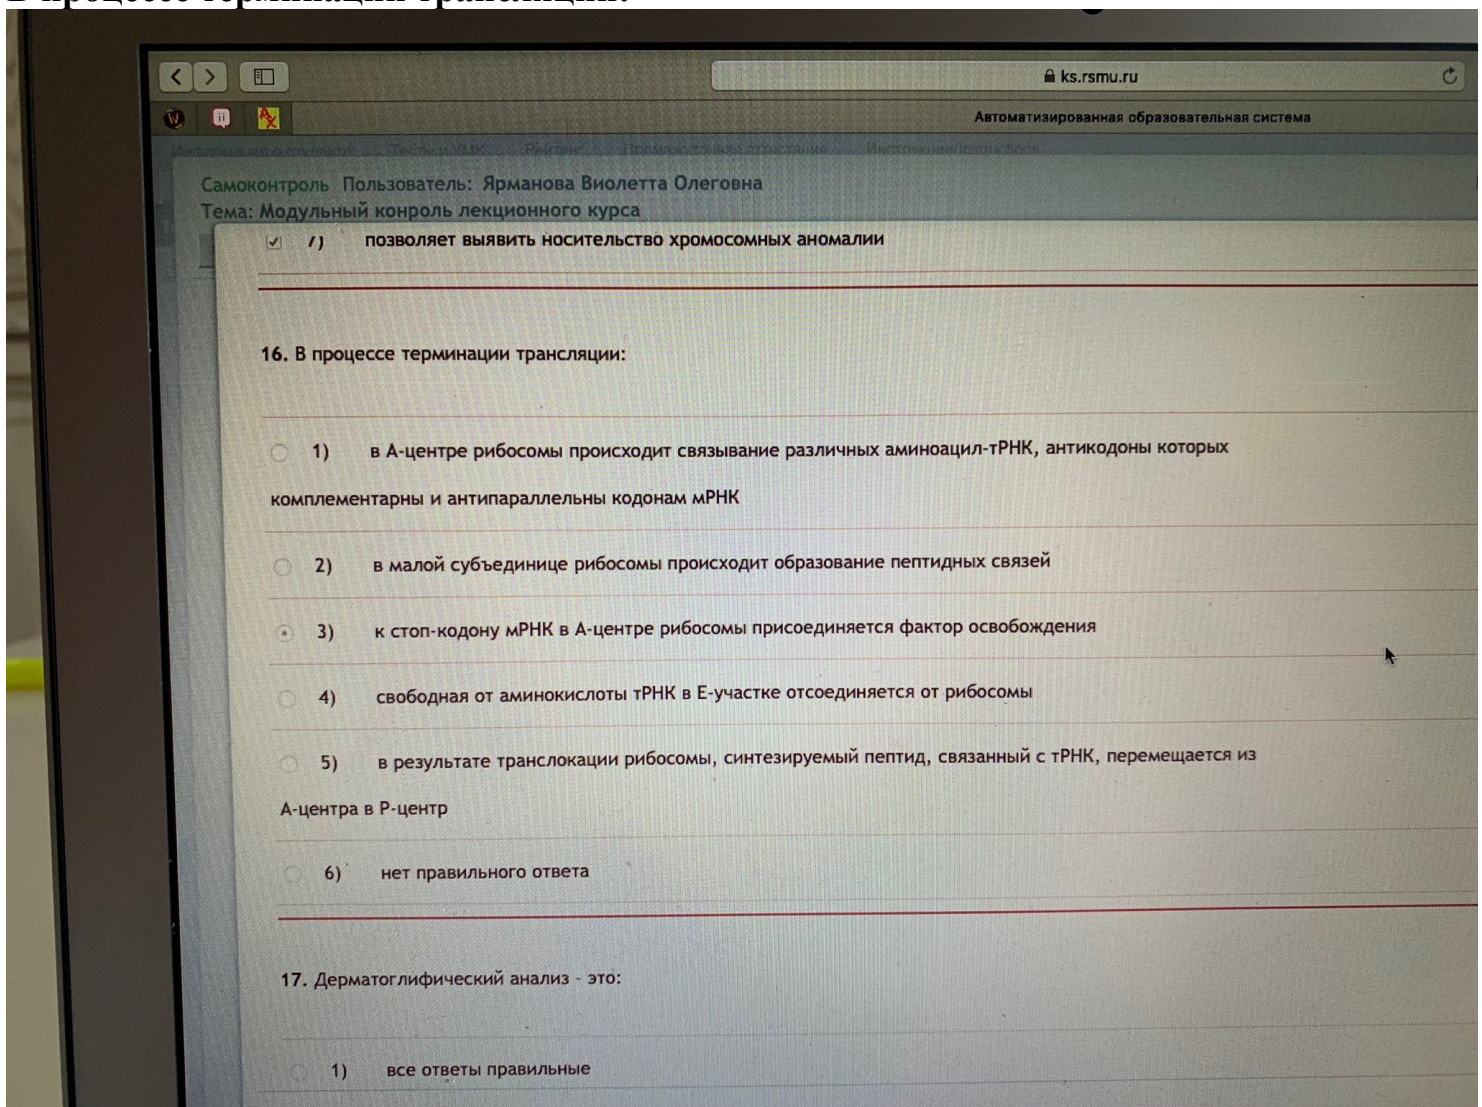 В процессе терминации трансляции:
ks.rsmu.ru
Автоматизированная образовательная система
Самоконтроль Пользователь: Ярманова Виолетта Олеговна
Тема: Модульный конроль лекционного курса
7) позволяет выявить носительство хромосомных аномалии
16. В процессе терминации трансляции:
1) в А-центре рибосомы происходит связывание различных аминоацил-тРНК, антикодоны которых
комплементарны и антипараллельны кодонам мРНК
2) в малой субъединице рибосомы происходит образование пептидных связей
3) к стоп-кодону мРНК в А-центре рибосомы присоединяется фактор освобождения
4) свободная от аминокислоты тРНК в Е-участке отсоединяется от рибосомы
5) в результате транслокации рибосомы, синтезируемый пептид, связанный с тРНК, перемещается из
А-центра в Р-центр
6) нет правильного ответа
17. Дерматоглифический анализ - это:
1) все ответы правильные